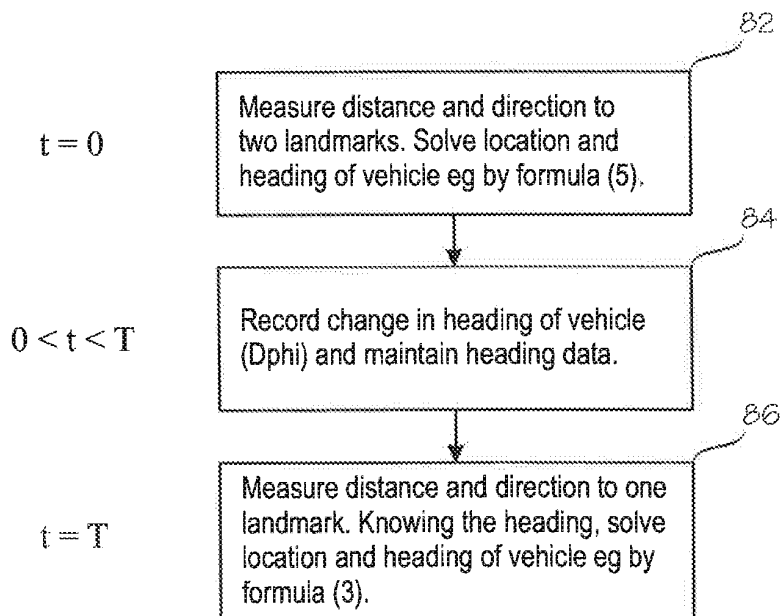 82
t = 0
Measure distance and direction to
two landmarks. Solve location and
heading of vehicle eg by formula (5).
84
0 < t < T
Record change in heading of vehicle
(Dphi) and maintain heading data.
86
t = T
Measure distance and direction to one
landmark. Knowing the heading, solve
location and heading of vehicle eg by
formula (3).